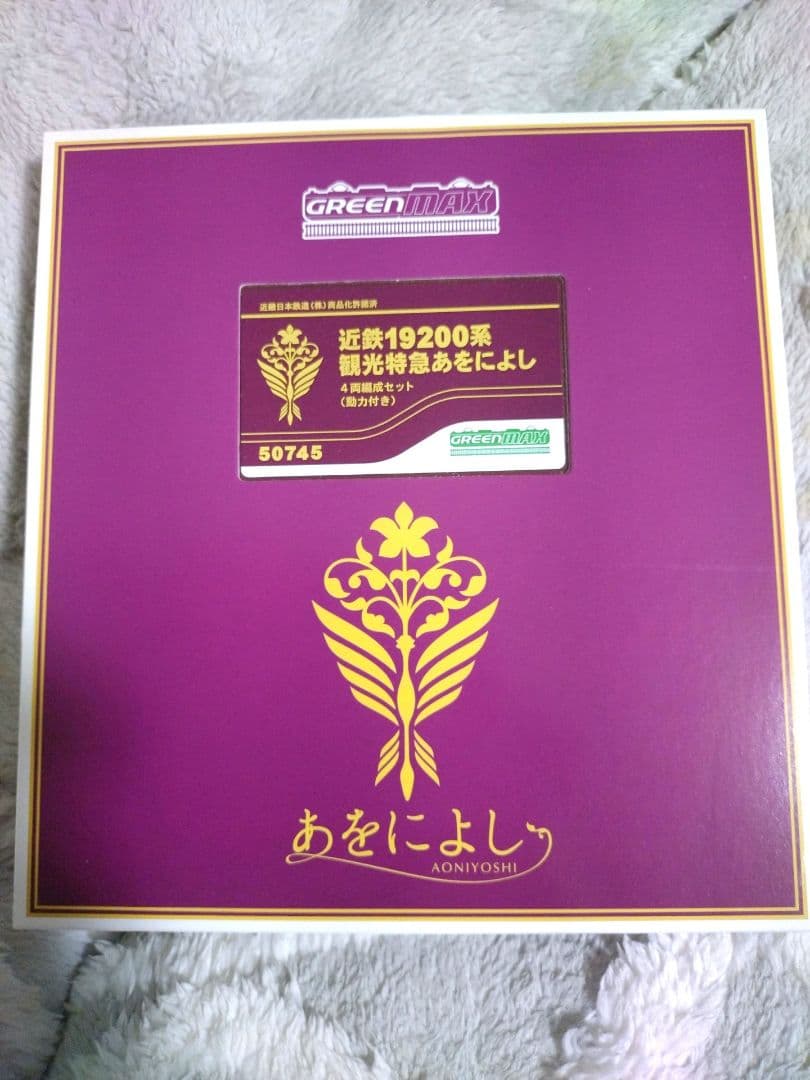 GREENMAX
近畿日本鉄道(株)商品化許諾済
近鉄19200系
観光特急あをによし
4両編成セット
(動力付き)
50745
GREENMAX
あをによし
AONIYOSHI